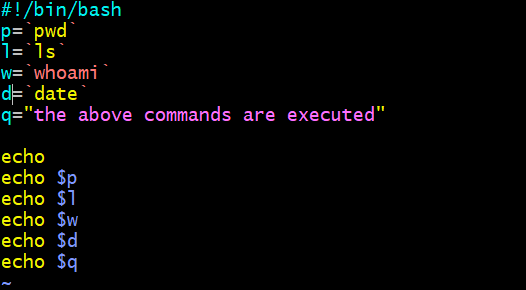 #!/bin/bash
p=`pwd`
l=`ls`
w=`whoami`
d=`date`
q="the above commands are executed"
echo
echo $p
echo $l
echo $w
echo $d
echo $q
~